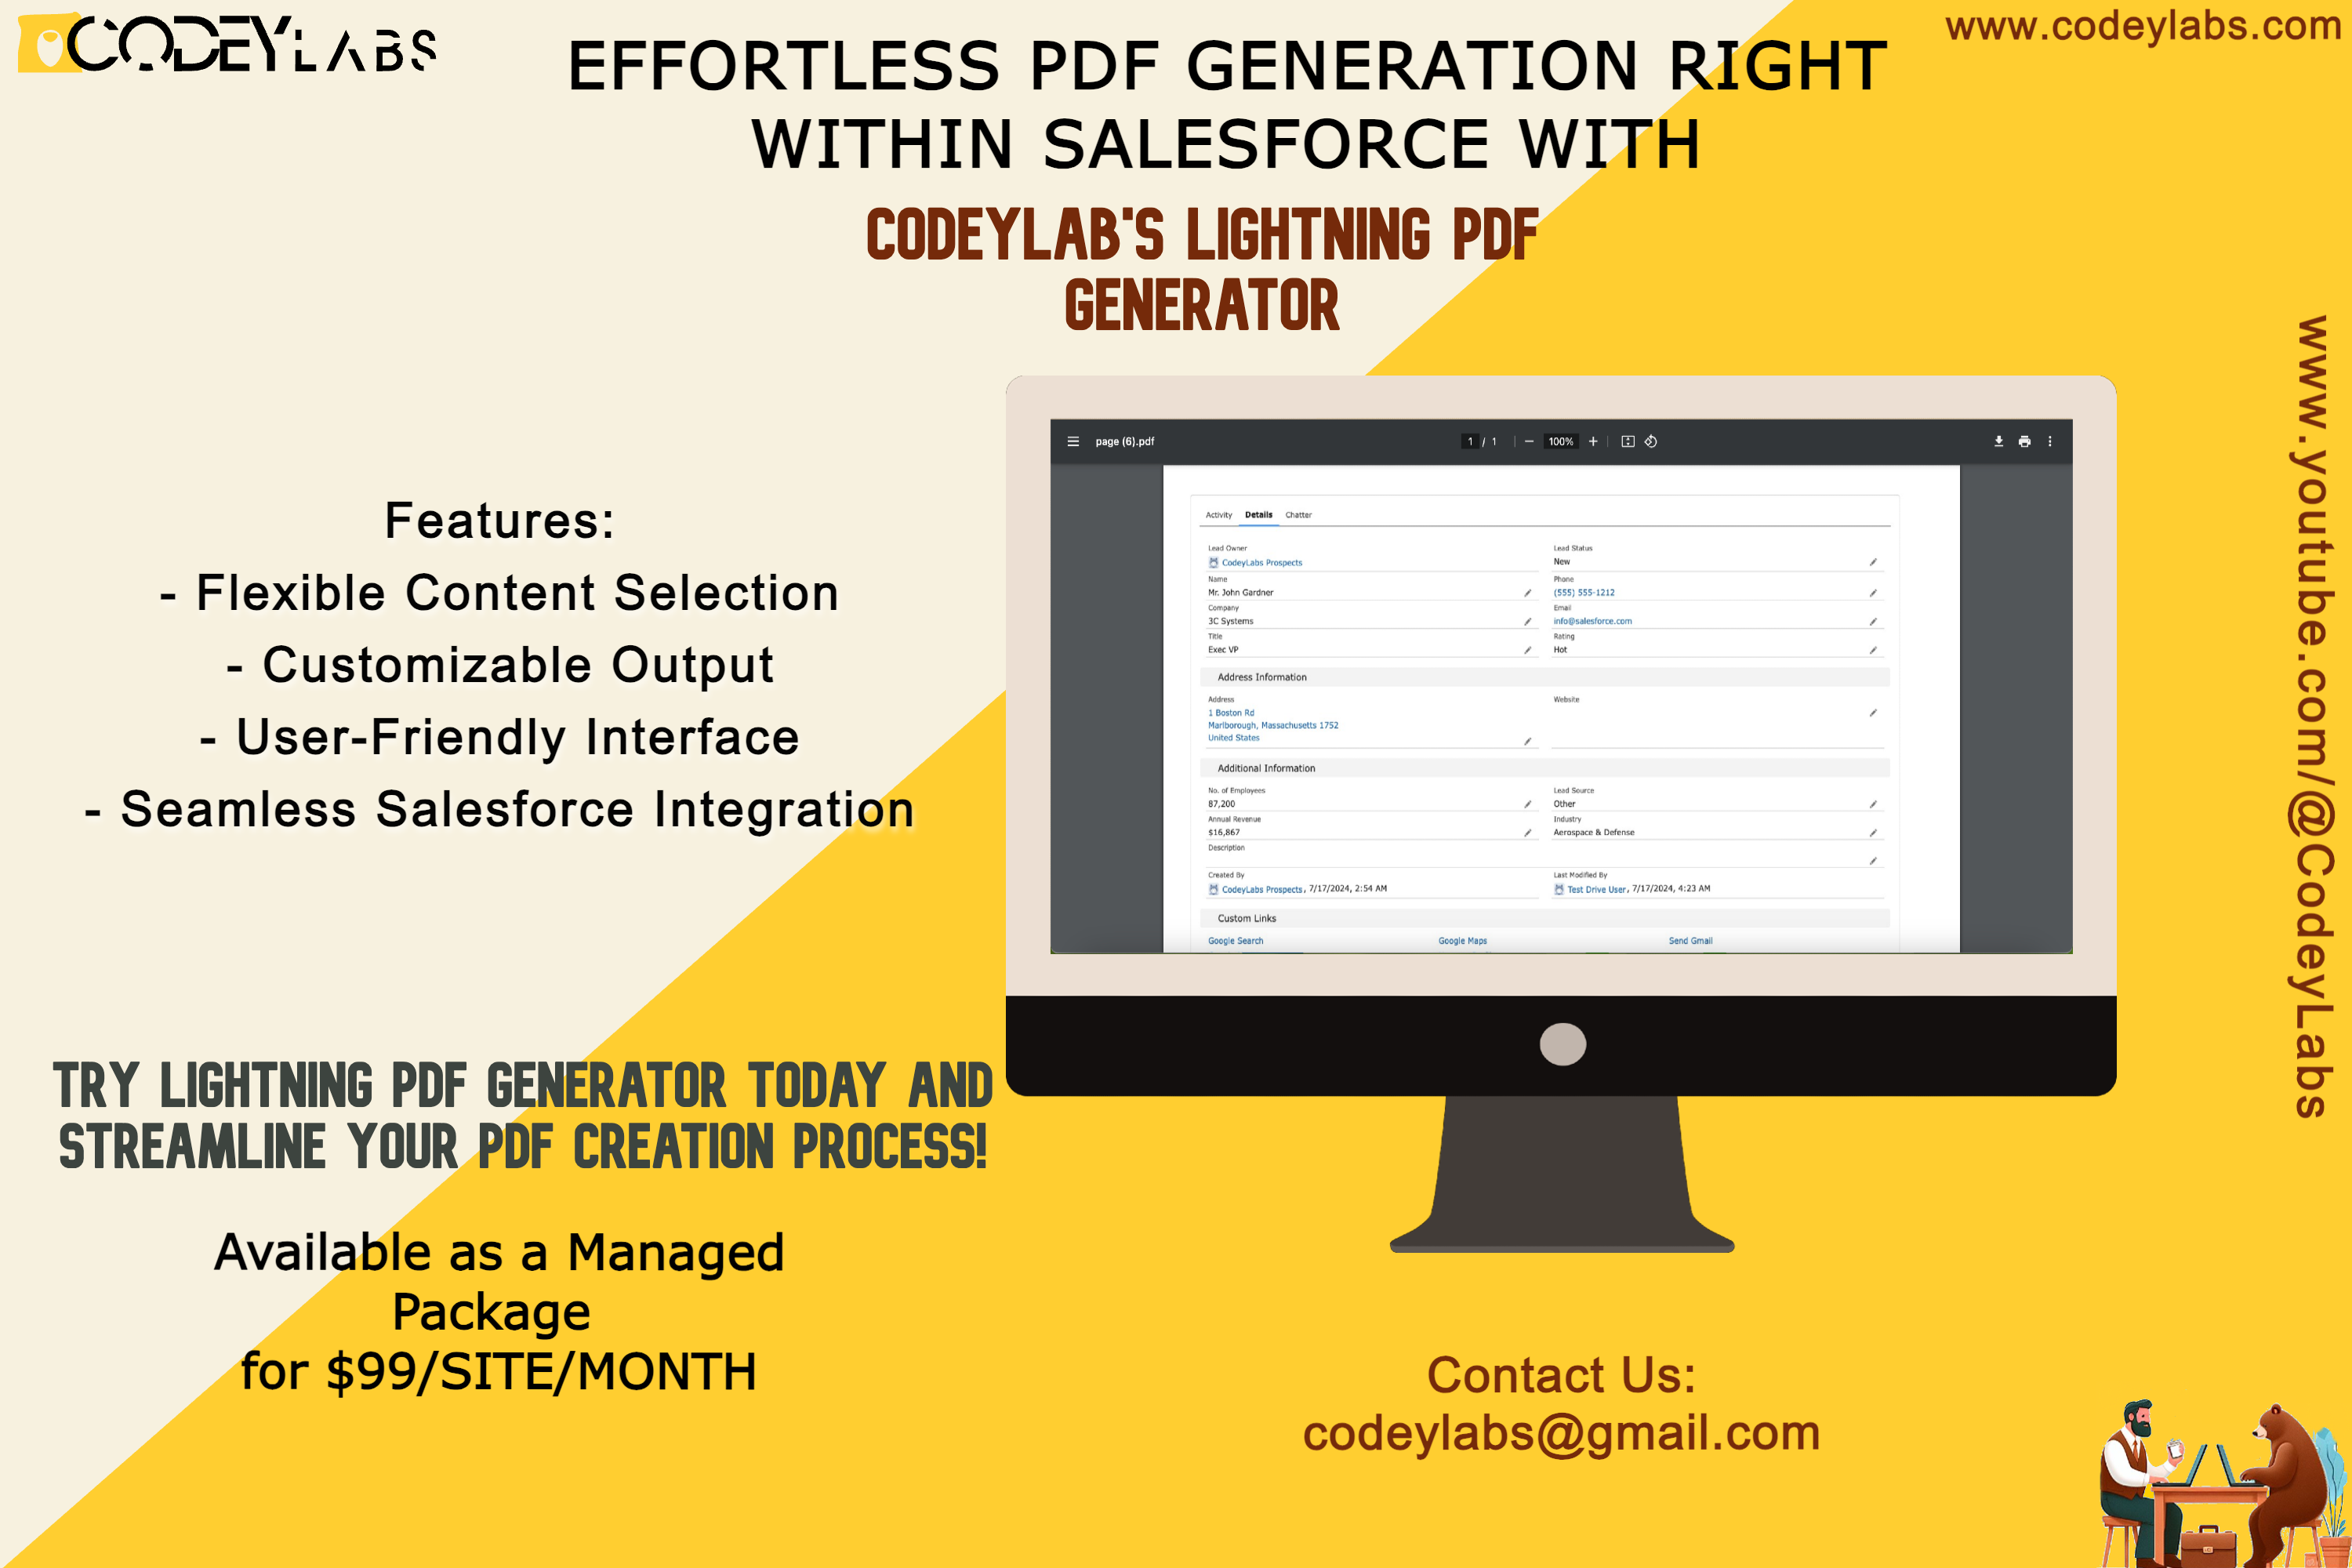 CODEYLABS
www.codeylabs.com
EFFORTLESS PDF GENERATION RIGHT
WITHIN SALESFORCE WITH
CODEYLAB'S LIGHTNING PDF
GENERATOR
Features:
- Flexible Content Selection
- Customizable Output
- User-Friendly Interface
- Seamless Salesforce Integration
page (6).pdf 1 / 1 100%
Activity Details Chatter
Lead Owner Lead Status
CodeyLabs Prospects New
Name Phone
Mr. John Gardner (555) 555-1212
Company Email
3C Systems info@salesforce.com
Title Rating
Exec VP Hot
Address Information
Address Website
1 Boston Rd
Marlborough, Massachusetts 1752
United States
Additional Information
No. of Employees Lead Source
87,200 Other
Annual Revenue Industry
$16,867 Aerospace & Defense
Description
Created By Last Modified By
CodeyLabs Prospects, 7/17/2024, 2:54 AM Test Drive User, 7/17/2024, 4:23 AM
Custom Links
Google Search Google Maps Send Gmail
www.youtube.com/@CodeyLabs
TRY LIGHTNING PDF GENERATOR TODAY AND
STREAMLINE YOUR PDF CREATION PROCESS!
Available as a Managed
Package
for $99/SITE/MONTH
Contact Us:
codeylabs@gmail.com